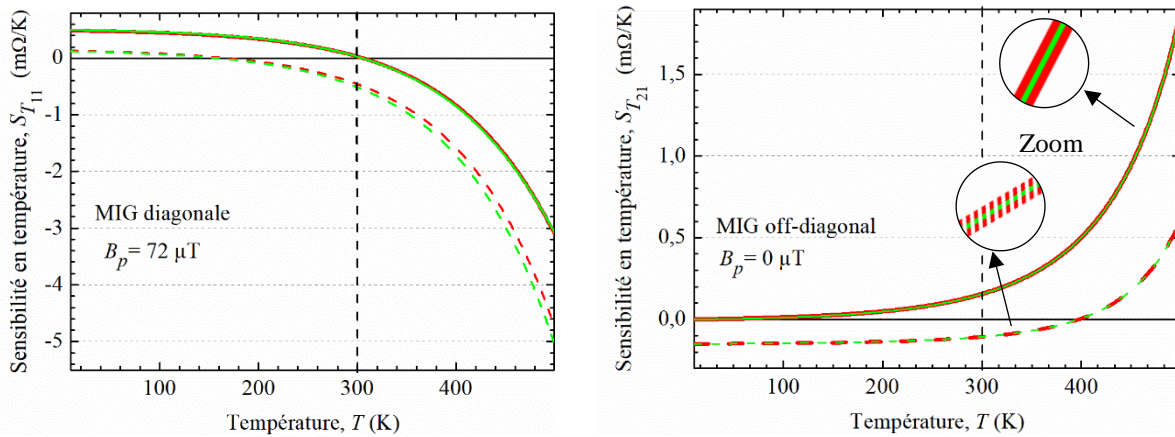 Sensibilité en température, S_T11 (mΩ/K)
0
-1
-2
-3
-4
-5
MIG diagonale
B_p = 72 µT
100 200 300 400
Température, T (K)
Sensibilité en température, S_T21 (mΩ/K)
1,5
1,0
0,5
0,0
Zoom
MIG off-diagonal
B_p = 0 µT
100 200 300 400
Température, T (K)